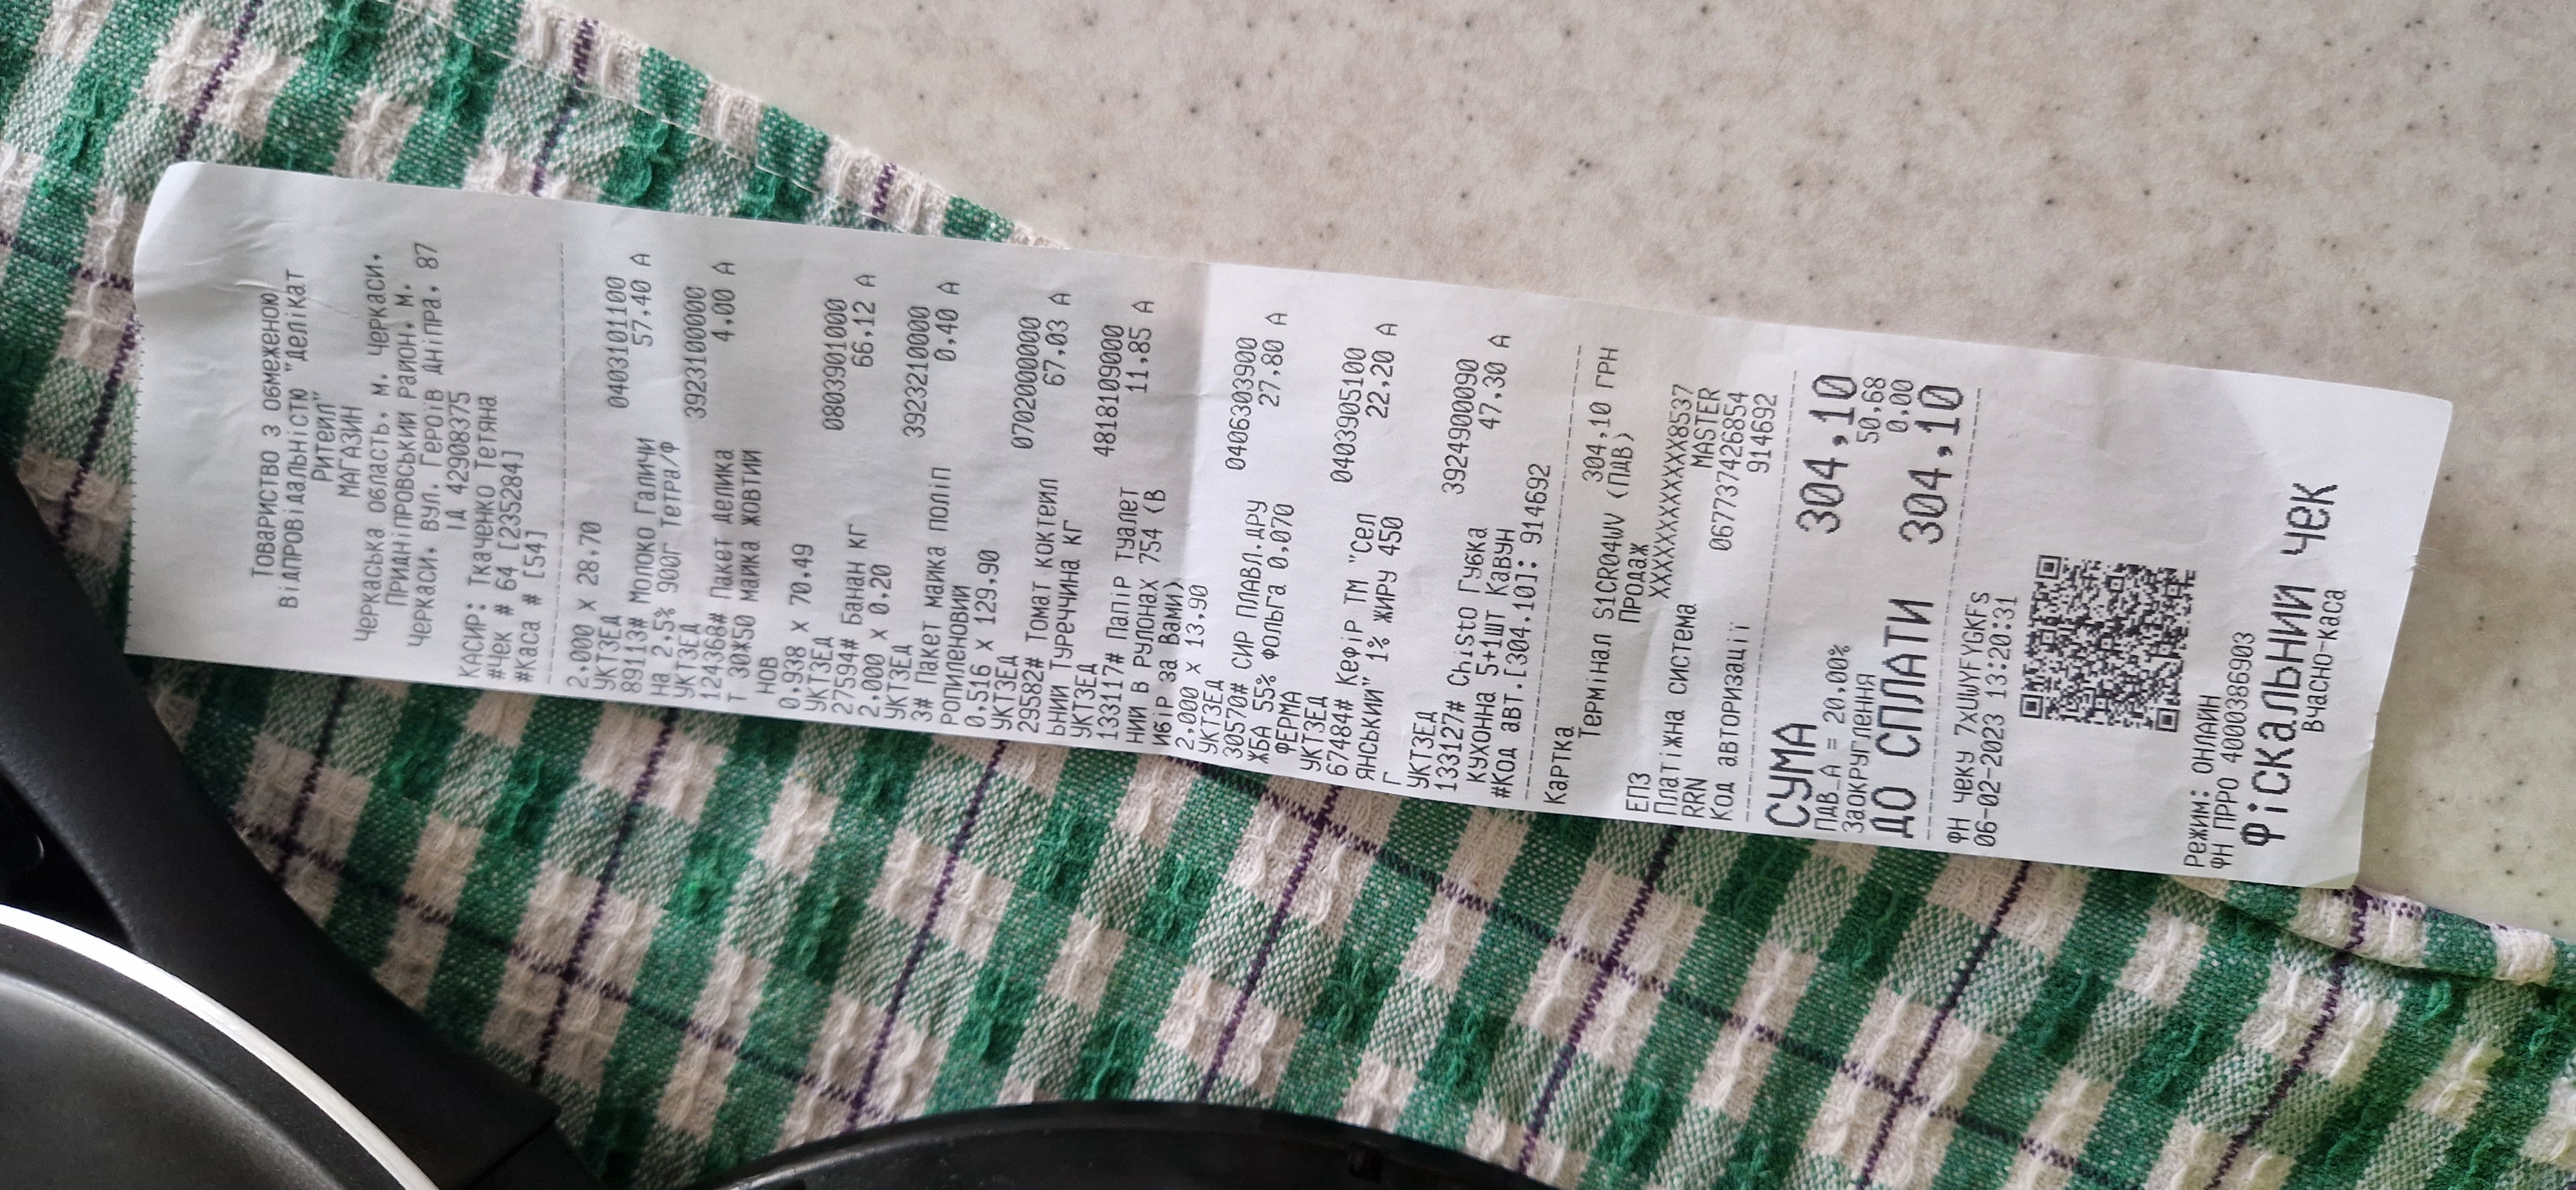 Товариство з обмеженою
відповідальністю "Делікат
Ритейл"
МАГАЗИН
Черкаська область, м. Черкаси,
Придніпровський район, м.
Черкаси, вул. Героїв Дніпра, 87
ІД 42908375
КАСИР: Ткаченко Тетяна
#Чек # 64 [235284]
#Каса # [54]
2,000 x 28,70
УКТЗЕД 0403101100
89113# Молоко Галичи 57,40 А
на 2,5% 900г Тетра/Ф
УКТЗЕД 3923100000
124368# Пакет Делика 4,00 А
т 30ж50 майка жовтий
нов
0,938 x 70,49
УКТЗЕД 0803901000
27594# Банан кг 66,12 А
2,000 x 0,20
УКТЗЕД 3923210000
3# Пакет майка поліп 0,40 А
ропиленовий
0,516 x 129,90
УКТЗЕД 0702000000
29582# Томат коктейл 67,03 А
ьний Туреччина кг
УКТЗЕД 4818109000
133117# Папір туалет 11,85 А
ний в рулонах 754 (В
ибір за Вами)
2,000 x 13,90
УКТЗЕД 0406303900
30570# СИР ПЛАВЛ.ДРУ 27,80 А
ЖБА 55% ФОЛЬГА 0,070
ФЕРМА
УКТЗЕД 0403905100
67484# Кефір ТМ "Сел 22,20 А
янський" 1% жиру 450
г
УКТЗЕД 3924900090
133127# Chisto Губка 47,30 А
кухонна 5+1шт Кавун
#Код авт.[304.10]: 914692
Картка 304,10 ГРН
Термінал S1CR04WV (ПДВ)
Продаж
ЕПЗ XXXXXXXXXXXX8537
Платіжна система MASTER
RRN 067737426854
Код авторизації 914692
СУМА 304,10
ПДВ_А = 20,00% 50,68
Заокруглення 0,00
ДО СПЛАТИ 304,10
ФН чеку 7xUWyFYGKFs
06-02-2023 13:20:31
Режим: ОНЛАЙН
ФН ПРРО 4000386903
Фіскальний чек
Вчасно-каса